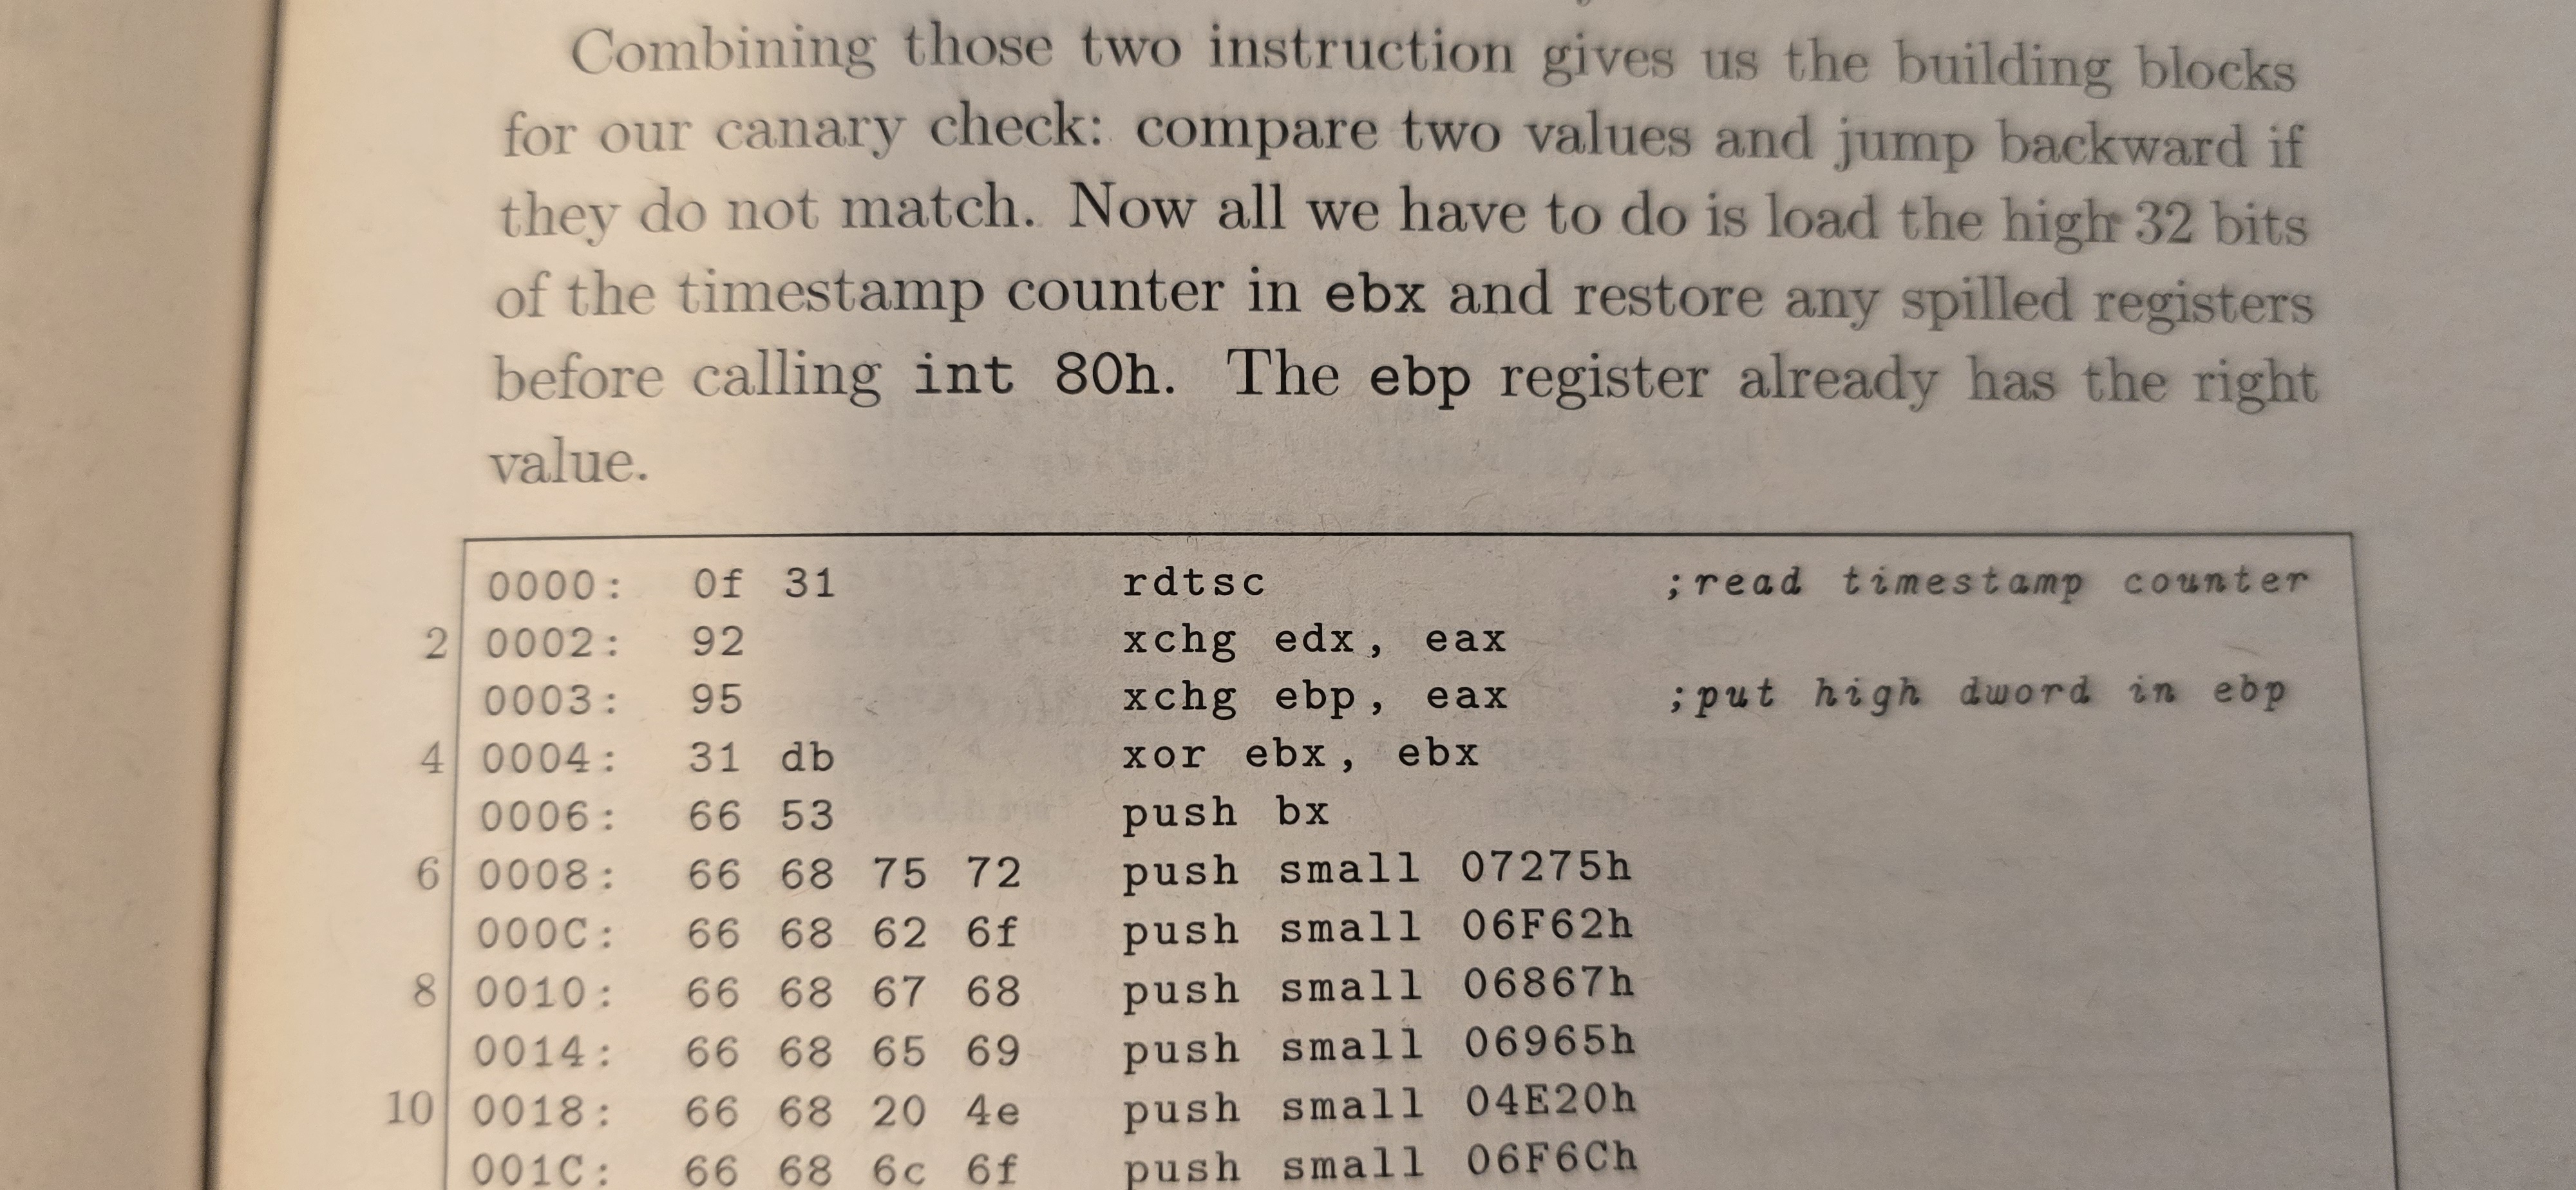 Combining those two instruction gives us the building blocks
for our canary check: compare two values and jump backward if
they do not match. Now all we have to do is load the high 32 bits
of the timestamp counter in ebx and restore any spilled registers
before calling int 80h. The ebp register already has the right
value.
0000: 0f 31 rdtsc ;read timestamp counter
2 0002: 92 xchg edx, eax
0003: 95 xchg ebp, eax ;put high dword in ebp
4 0004: 31 db xor ebx, ebx
0006: 66 53 push bx
6 0008: 66 68 75 72 push small 07275h
000C: 66 68 62 6f push small 06F62h
8 0010: 66 68 67 68 push small 06867h
0014: 66 68 65 69 push small 06965h
10 0018: 66 68 20 4e push small 04E20h
001C: 66 68 6c 6f push small 06F6Ch